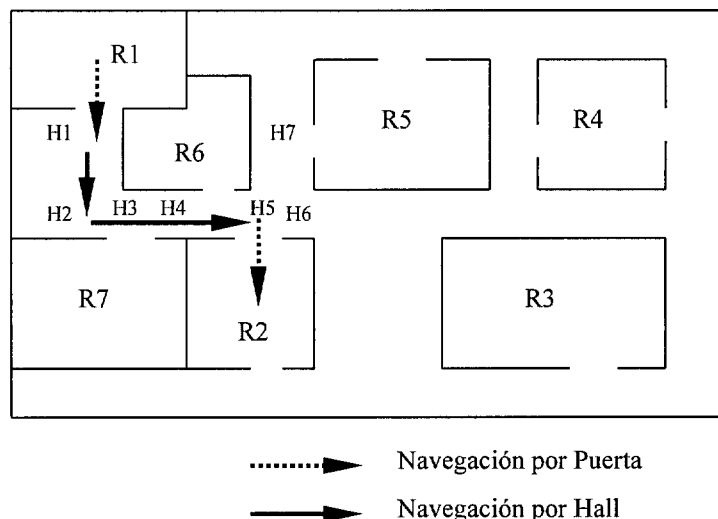 R1
H1
R6
H7
R5
R4
H2
H3
H4
H5
H6
R7
R2
R3
Navegación por Puerta
Navegación por Hall